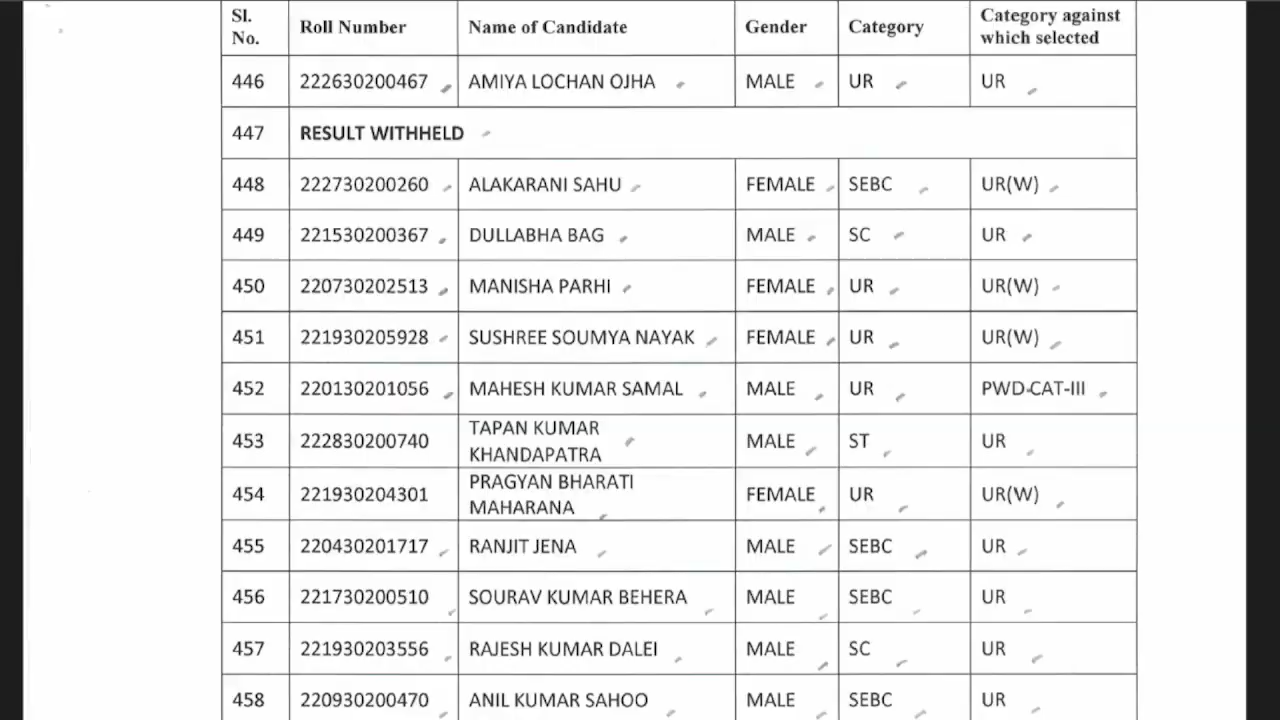 Sl. No. Roll Number Name of Candidate Gender Category Category against which selected
446 222630200467 AMIYA LOCHAN OJHA MALE UR UR
447 RESULT WITHHELD
448 222730200260 ALAKARANI SAHU FEMALE SEBC UR(W)
449 221530200367 DULLABHA BAG MALE SC UR
450 220730202513 MANISHA PARHI FEMALE UR UR(W)
451 221930205928 SUSHREE SOUMYA NAYAK FEMALE UR UR(W)
452 220130201056 MAHESH KUMAR SAMAL MALE UR PWD-CAT-III
453 222830200740 TAPAN KUMAR KHANDAPATRA MALE ST UR
454 221930204301 PRAGYAN BHARATI MAHARANA FEMALE UR UR(W)
455 220430201717 RANJIT JENA MALE SEBC UR
456 221730200510 SOURAV KUMAR BEHERA MALE SEBC UR
457 221930203556 RAJESH KUMAR DALEI MALE SC UR
458 220930200470 ANIL KUMAR SAHOO MALE SEBC UR